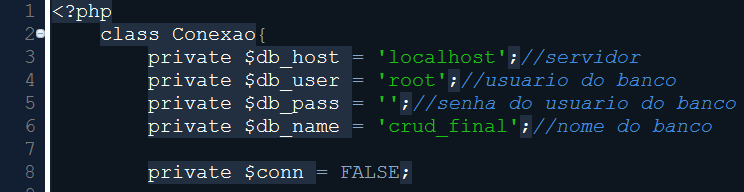 1 <?php
2 class Conexao{
3 private $db_host = 'localhost';//servidor
4 private $db_user = 'root';//usuario do banco
5 private $db_pass = '';//senha do usuario do banco
6 private $db_name = 'crud_final';//nome do banco
7
8 private $conn = FALSE;